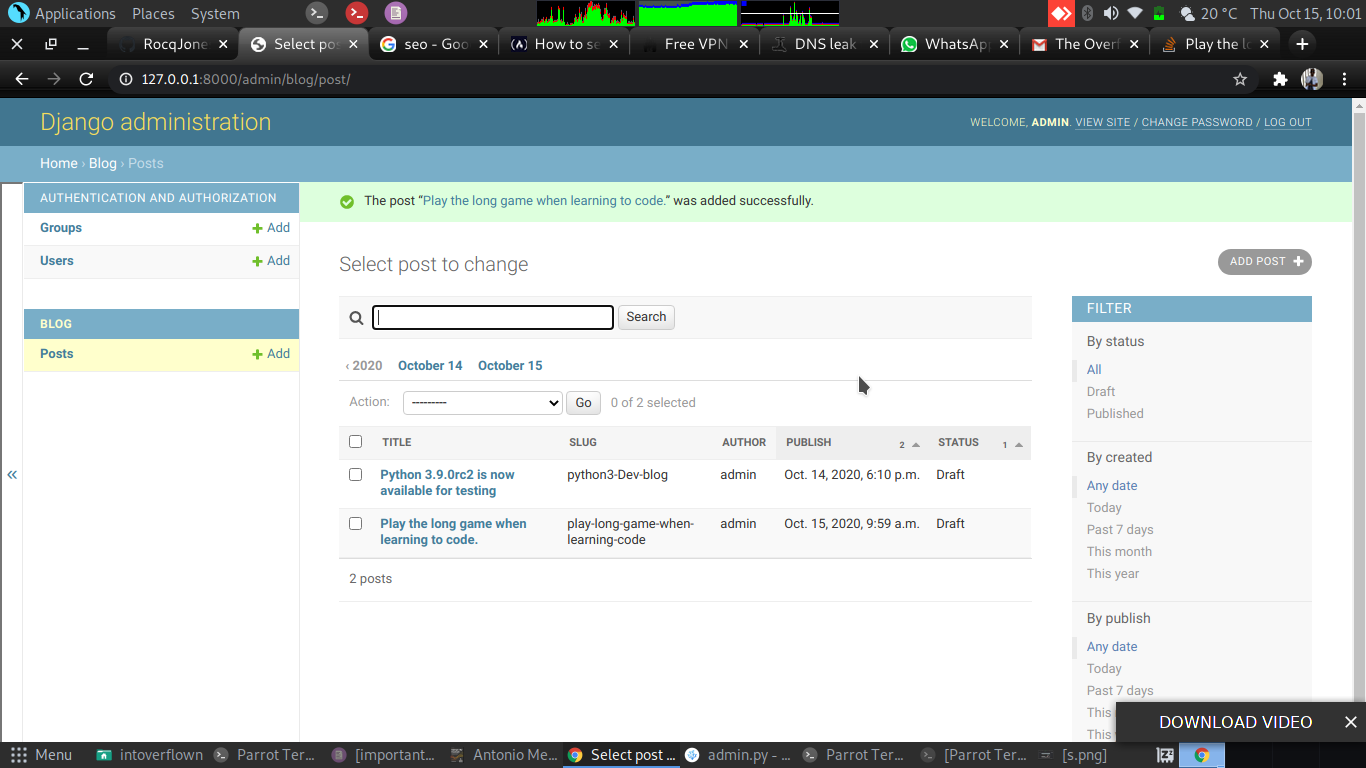 Applications Places System 20 °C Thu Oct 15, 10:01
RocqJone Select pos seo - Goo How to se Free VPN DNS leak WhatsApp The Overf Play the lo
127.0.0.1:8000/admin/blog/post/
Django administration
WELCOME, ADMIN. VIEW SITE / CHANGE PASSWORD / LOG OUT
Home › Blog › Posts
AUTHENTICATION AND AUTHORIZATION
Groups Add
Users Add
BLOG
Posts Add
«
The post “Play the long game when learning to code.” was added successfully.
Select post to change
ADD POST
Search
‹ 2020 October 14 October 15
Action: --------- Go 0 of 2 selected
TITLE SLUG AUTHOR PUBLISH 2 STATUS 1
Python 3.9.0rc2 is now available for testing python3-Dev-blog admin Oct. 14, 2020, 6:10 p.m. Draft
Play the long game when learning to code. play-long-game-when-learning-code admin Oct. 15, 2020, 9:59 a.m. Draft
2 posts
FILTER
By status
All
Draft
Published
By created
Any date
Today
Past 7 days
This month
This year
By publish
Any date
Today
Past 7 days
This
This
DOWNLOAD VIDEO
Menu intoverflown Parrot Ter... [important... Antonio Me... Select post ... admin.py - ... Parrot Ter... [Parrot Ter... [s.png]